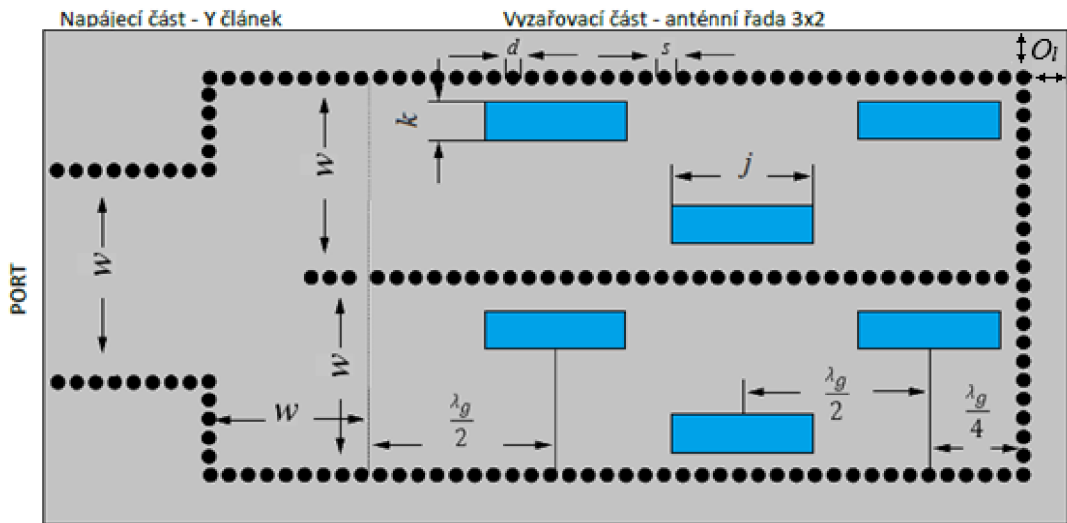 Napájecí část - Y článek
Vyzařovací část - anténní řada 3x2
d
s
O_l
k
w
j
w
PORT
w
w
λ_g/2
λ_g/2
λ_g/4